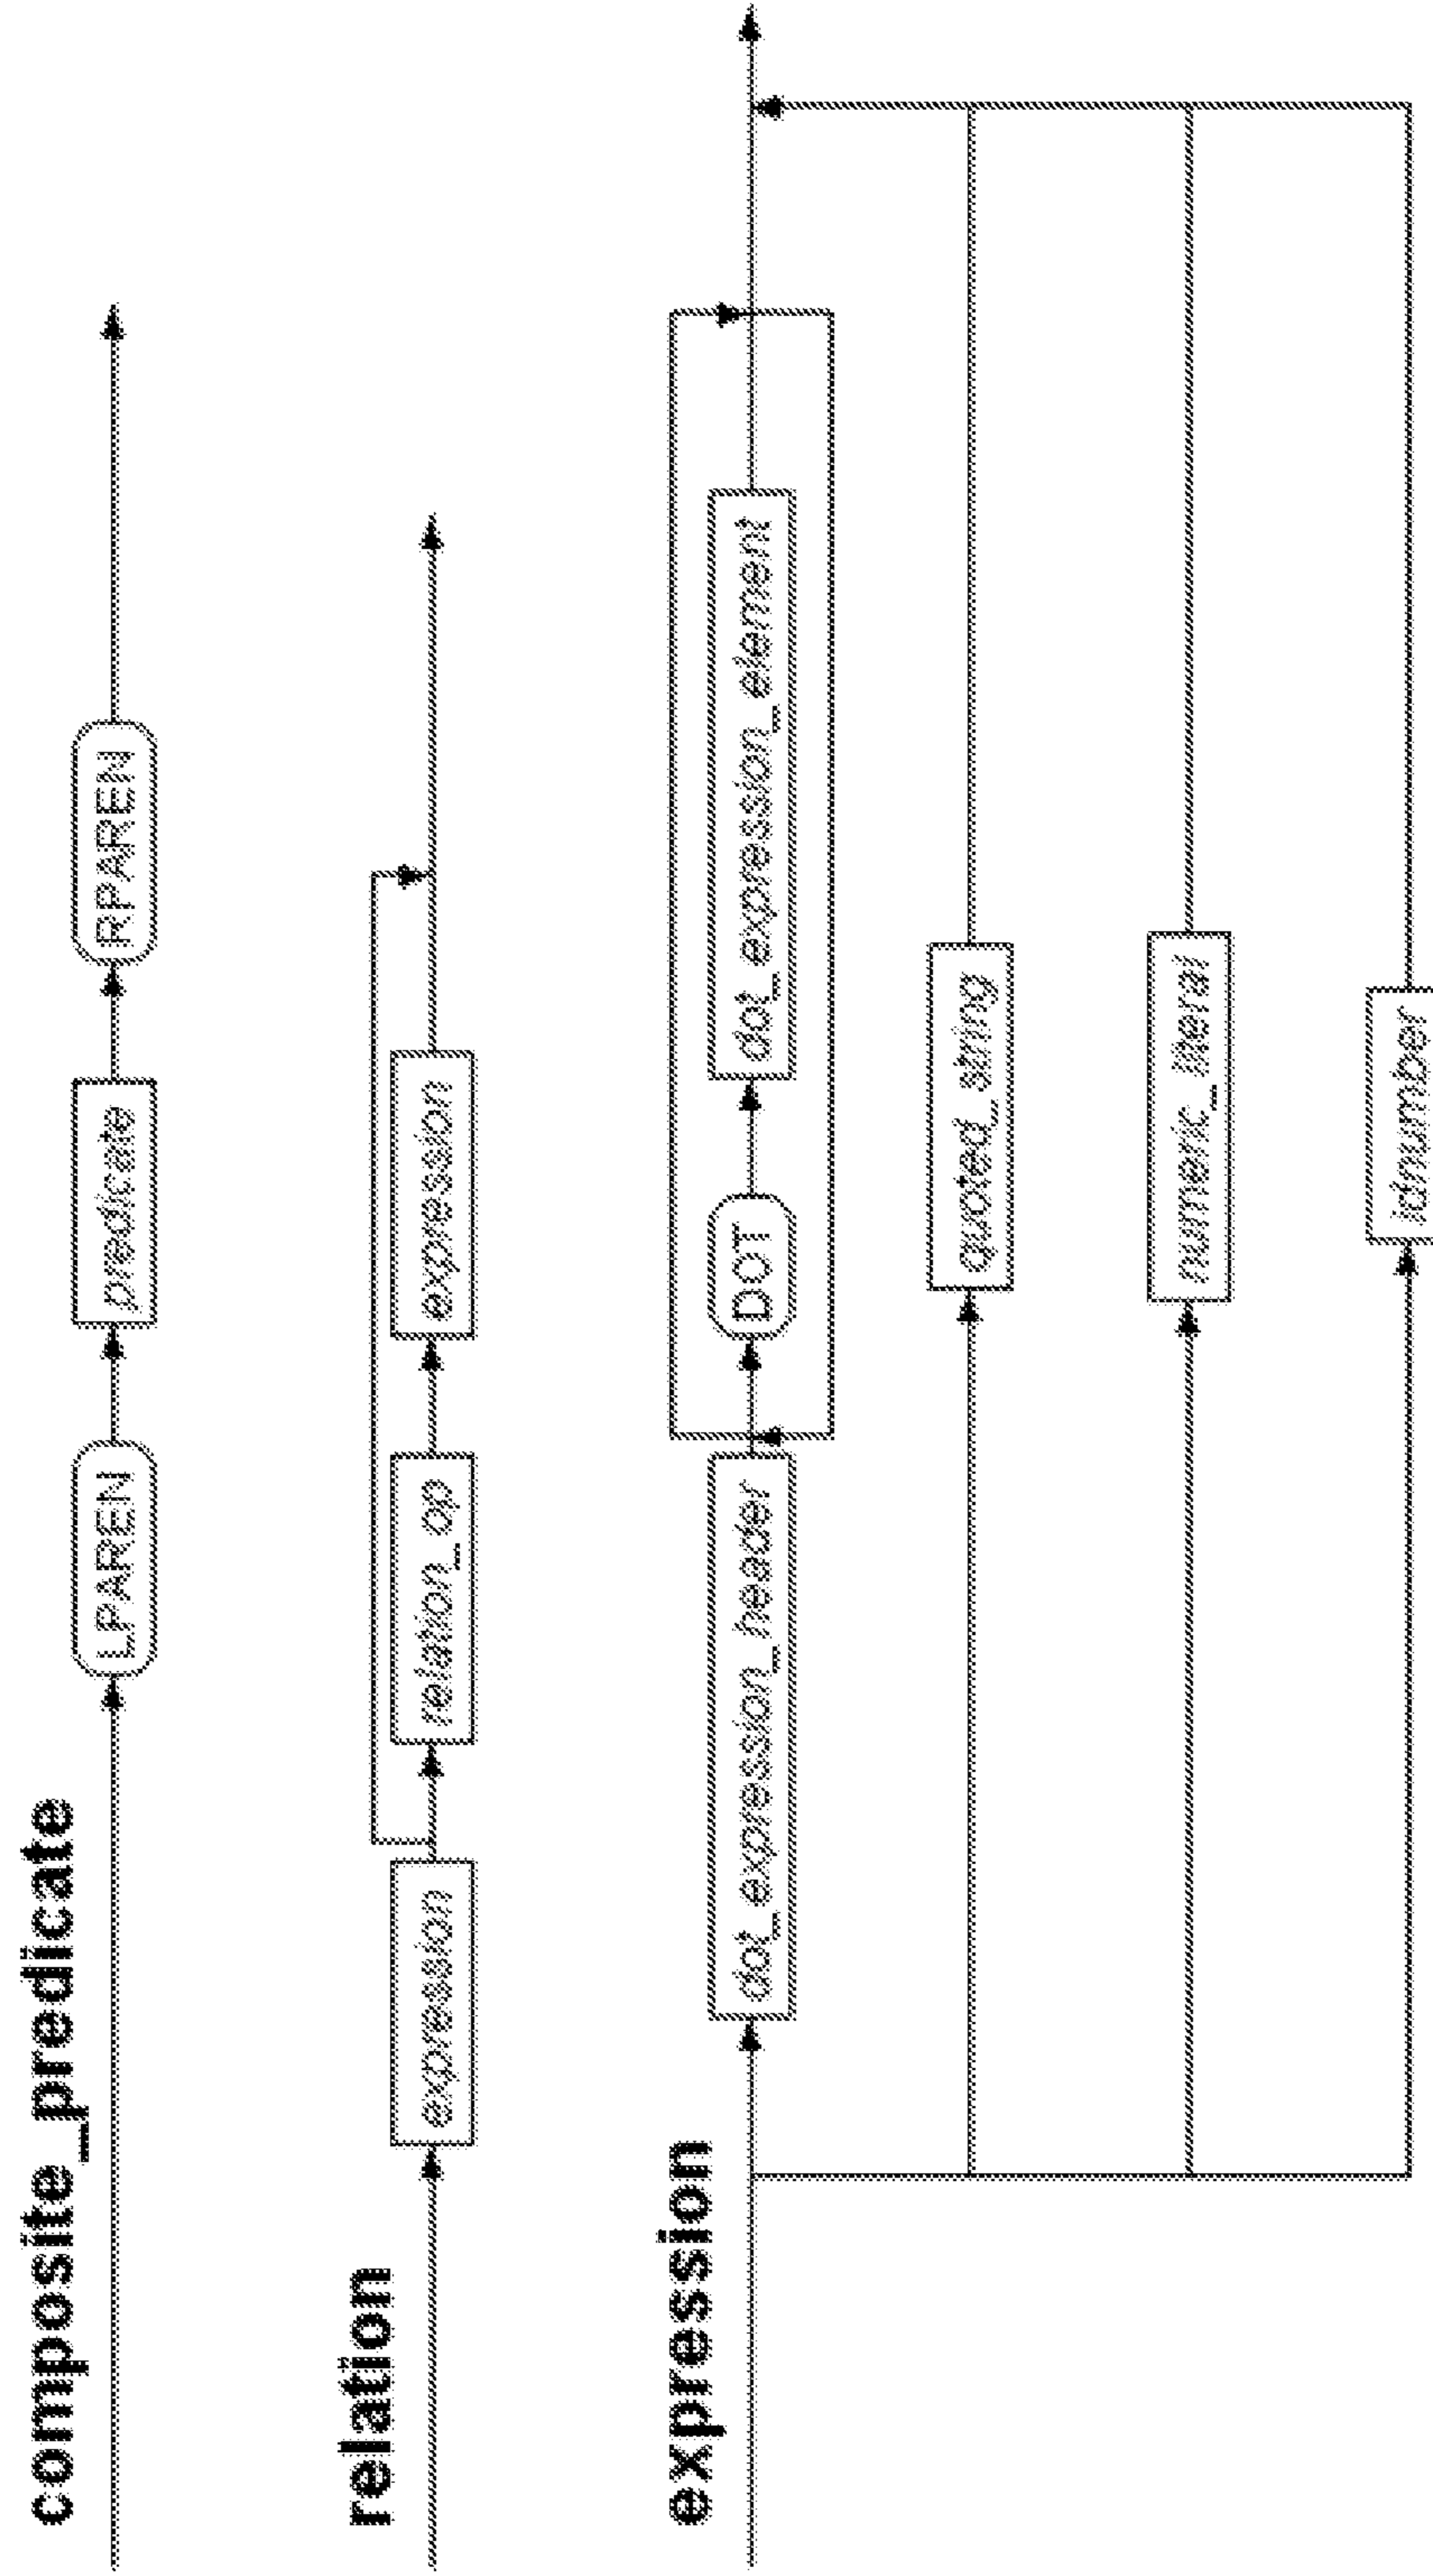 composite_predicate
LPAREN predicate RPAREN
relation
expression relation_op expression
expression
dot_expression_header DOT dot_expression_element
quoted_string
numeric_literal
idnumber